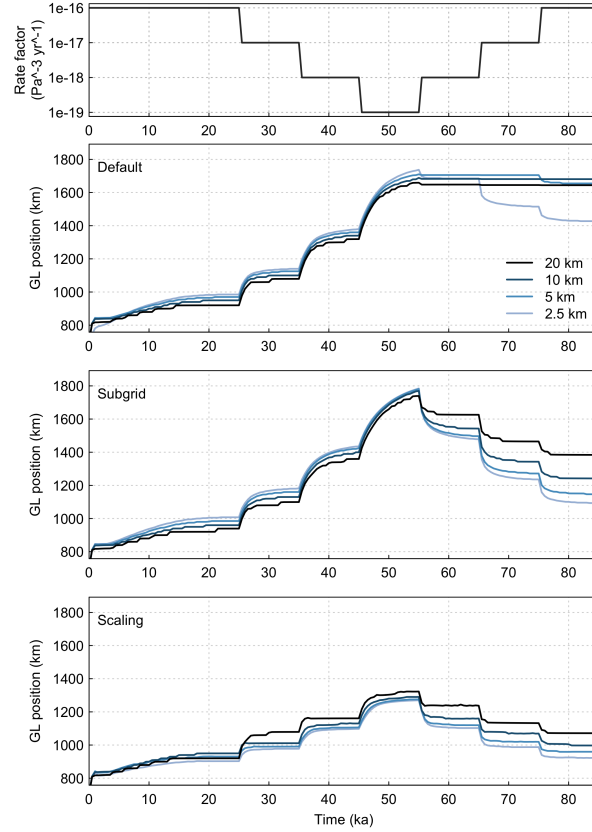 Rate factor
(Pa^-3 yr^-1)
1e-16
1e-17
1e-18
1e-19
0 10 20 30 40 50 60 70 80
Default
GL position (km)
1800
1600
1400
1200
1000
800
20 km
10 km
5 km
2.5 km
0 10 20 30 40 50 60 70 80
Subgrid
GL position (km)
1800
1600
1400
1200
1000
800
0 10 20 30 40 50 60 70 80
Scaling
GL position (km)
1800
1600
1400
1200
1000
800
0 10 20 30 40 50 60 70 80
Time (ka)